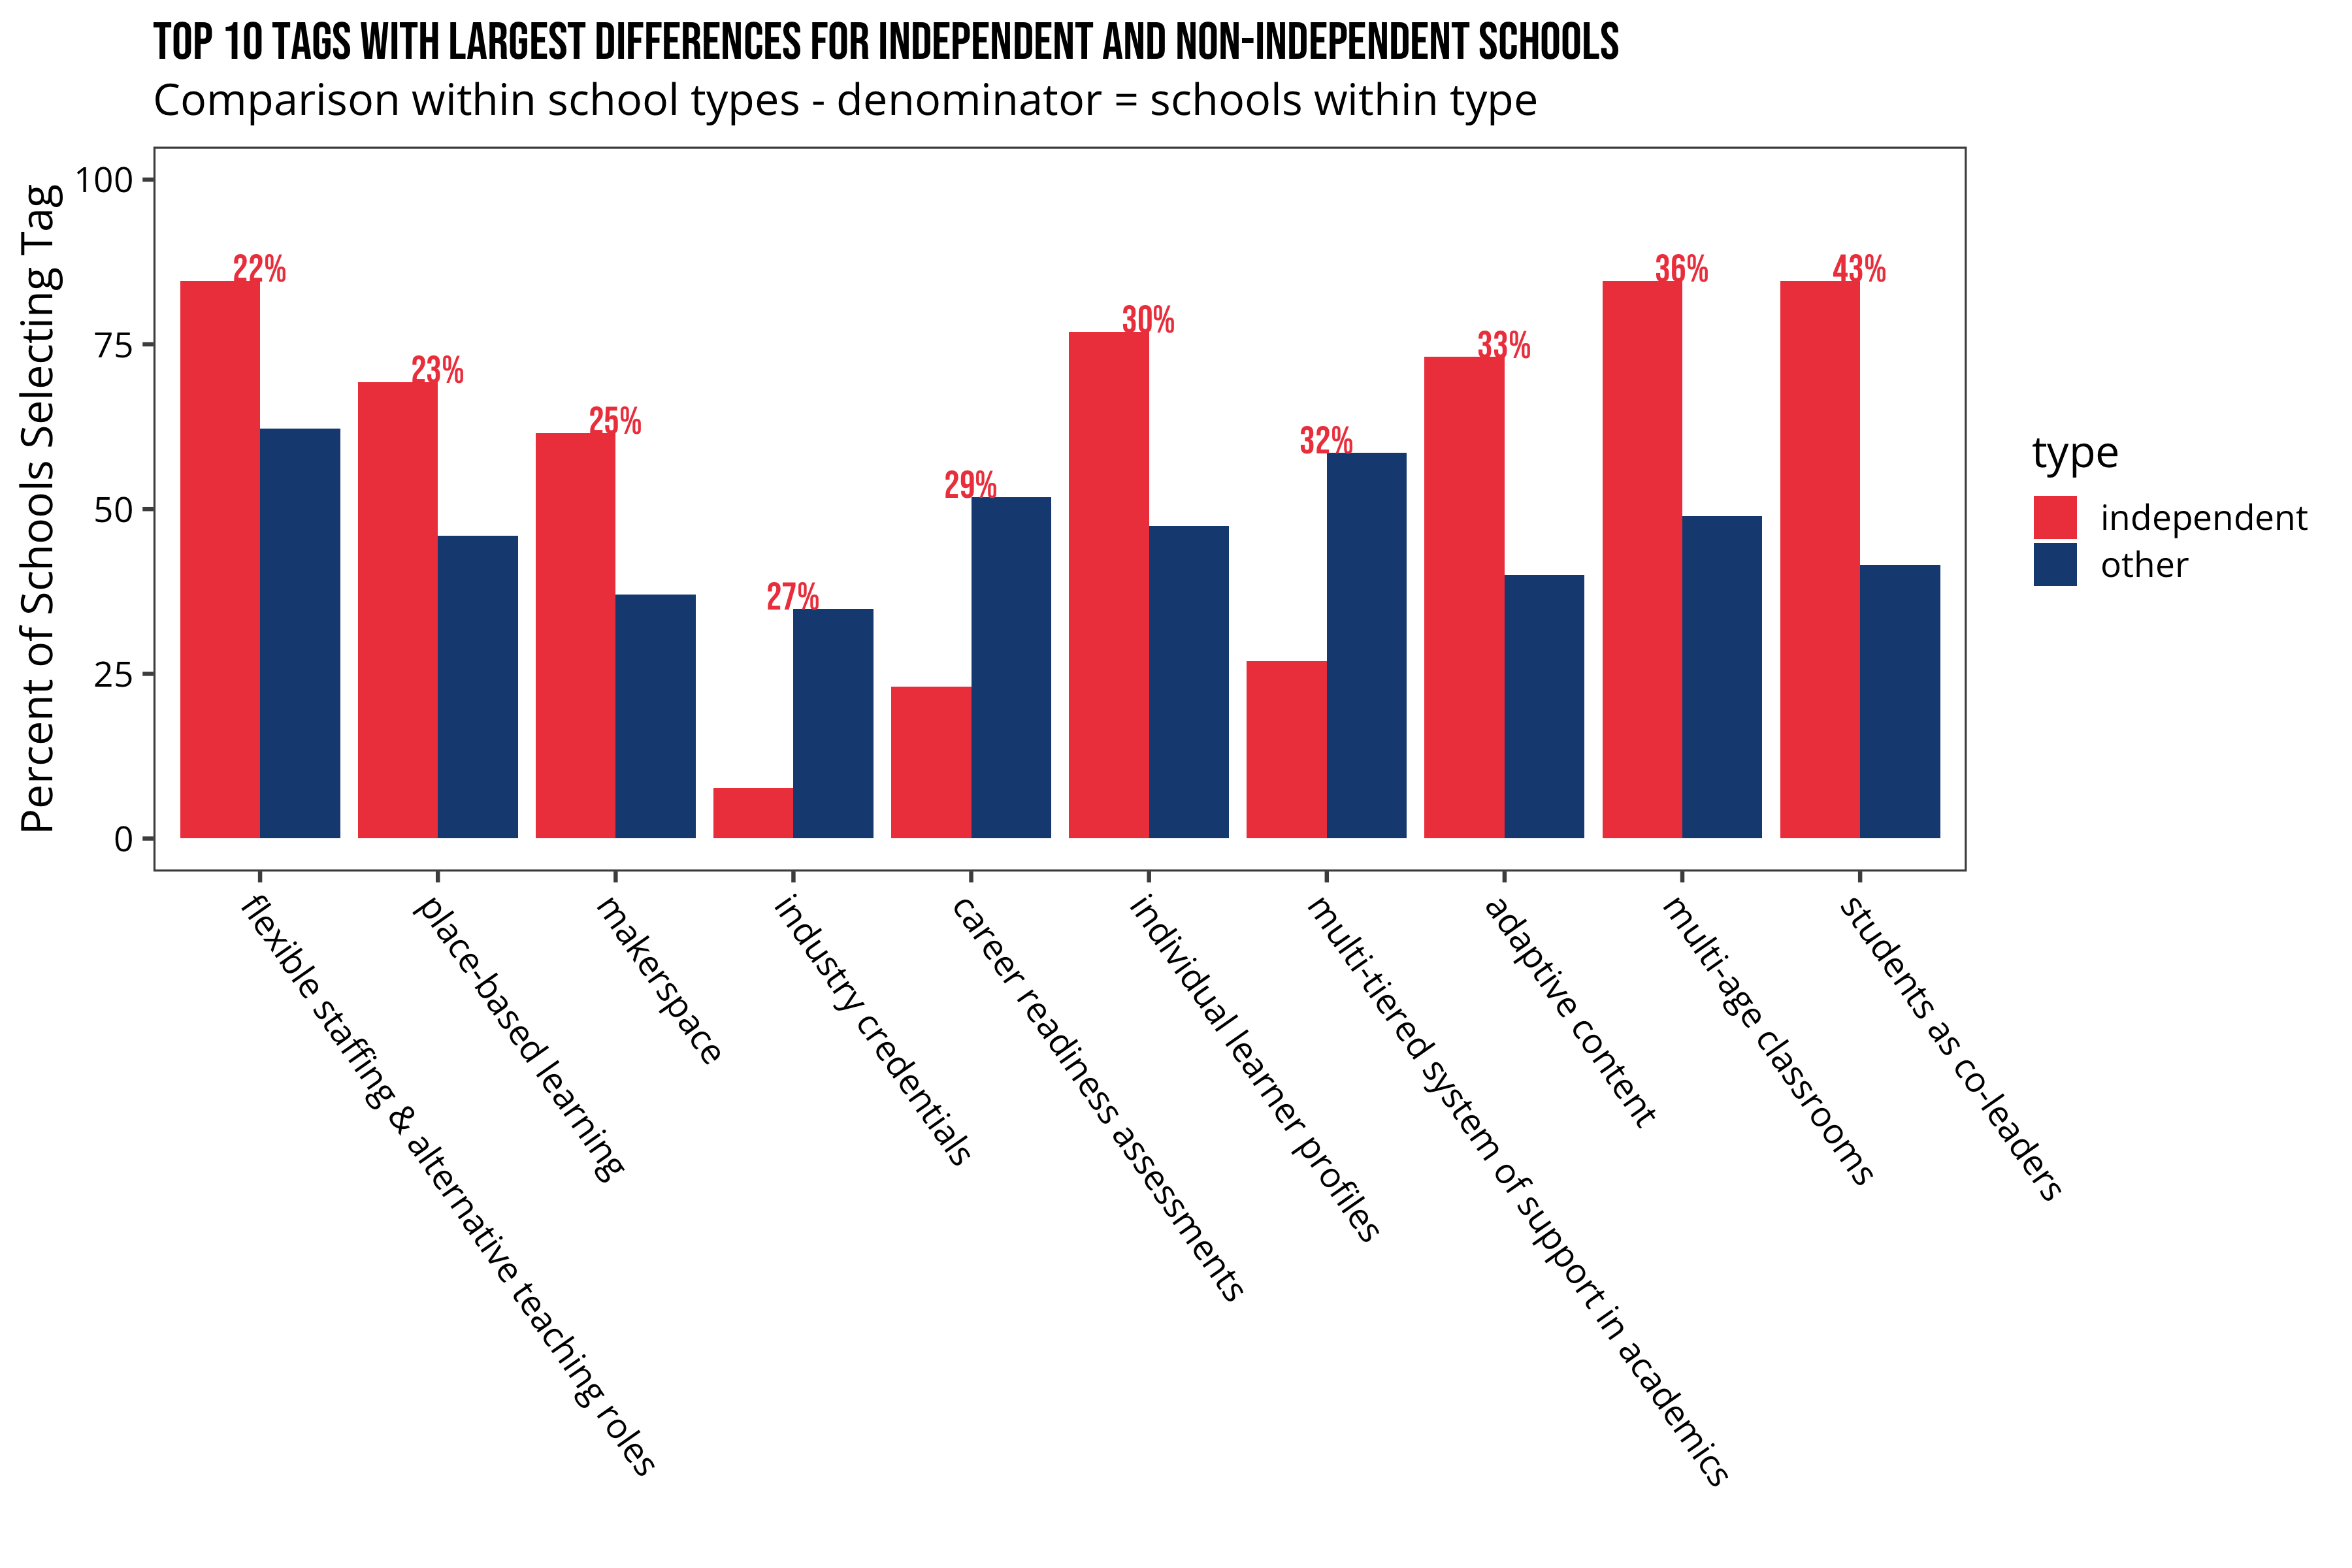 TOP 10 TAGS WITH LARGEST DIFFERENCES FOR INDEPENDENT AND NON-INDEPENDENT SCHOOLS
Comparison within school types - denominator = schools within type
Percent of Schools Selecting Tag
100
75
50
25
0
22%
23%
25%
27%
29%
30%
32%
33%
36%
43%
flexible staffing & alternative teaching roles
place-based learning
makerspace
industry credentials
career readiness assessments
individual learner profiles
multi-tiered system of support in academics
adaptive content
multi-age classrooms
students as co-leaders
type
independent
other